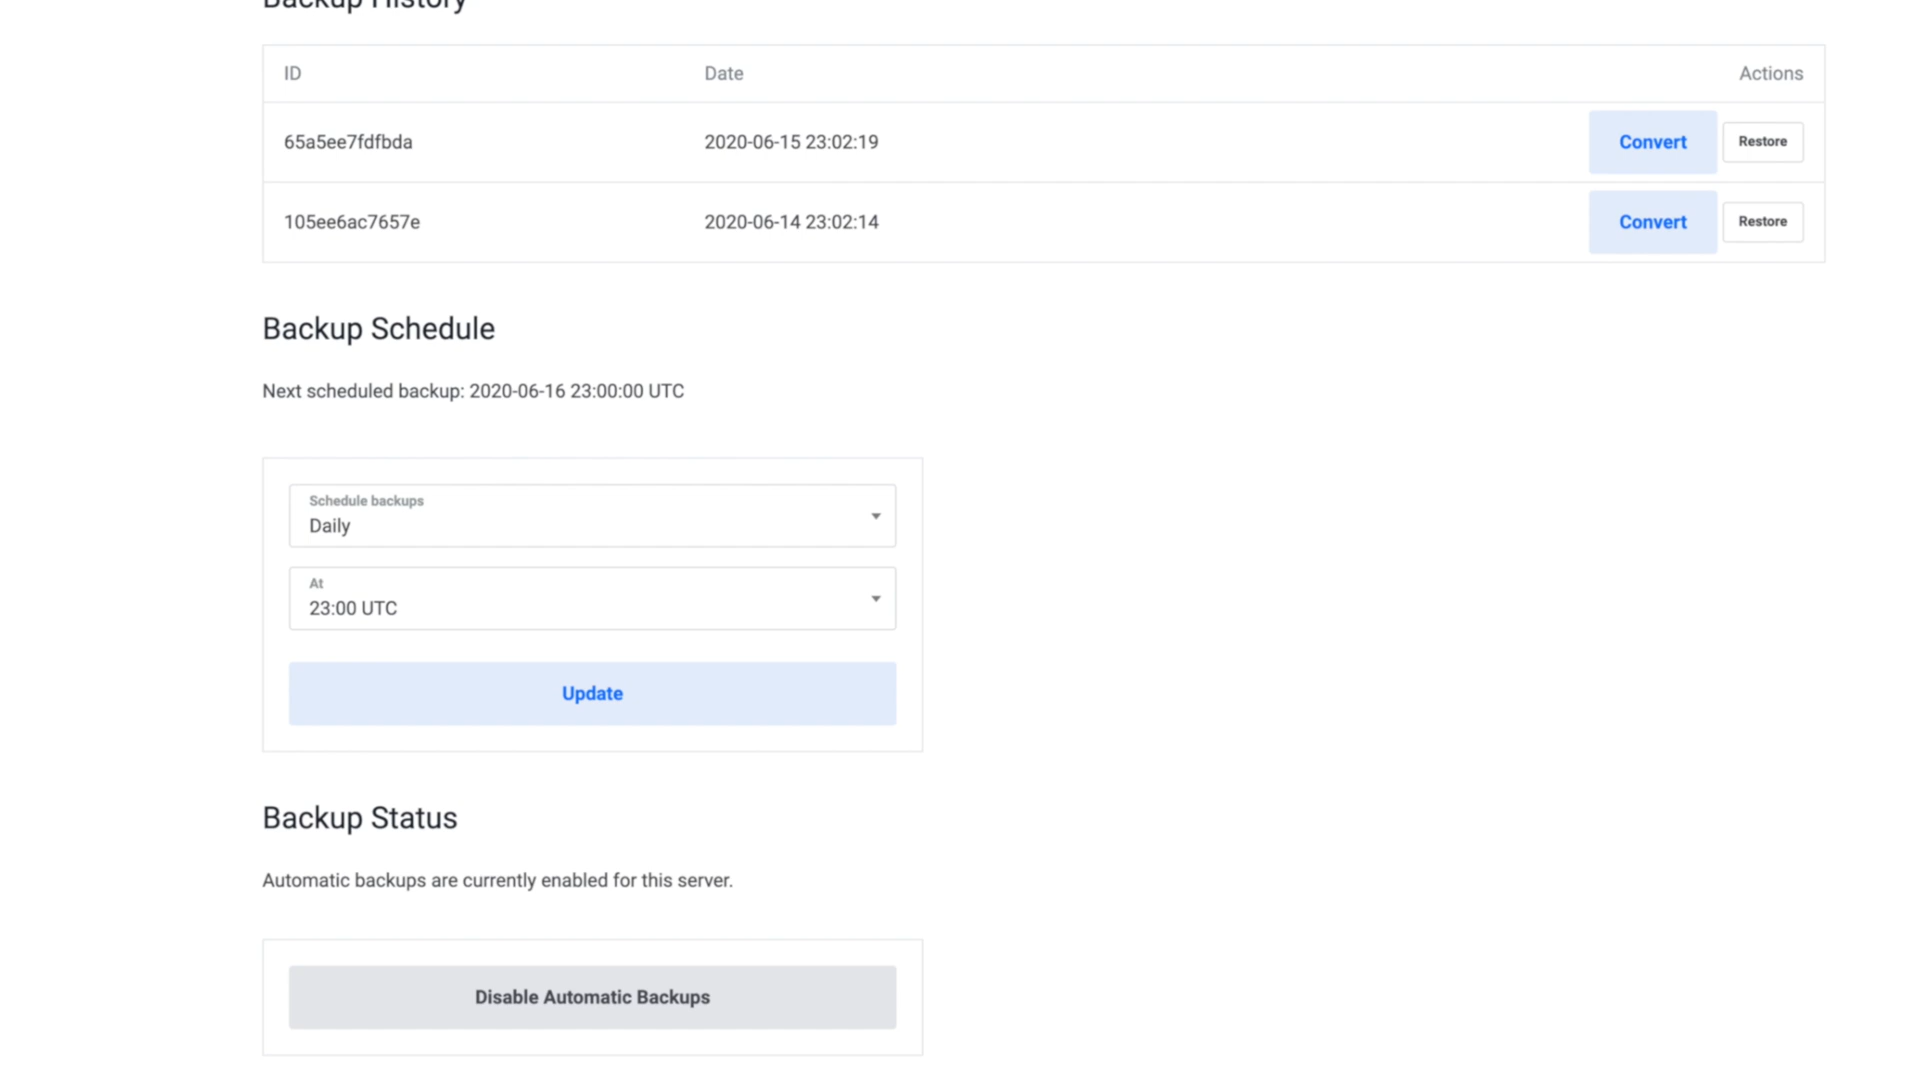 Backup History
ID Date Actions
65a5ee7fdfbda 2020-06-15 23:02:19 Convert Restore
105ee6ac7657e 2020-06-14 23:02:14 Convert Restore
Backup Schedule
Next scheduled backup: 2020-06-16 23:00:00 UTC
Schedule backups
Daily
At
23:00 UTC
Update
Backup Status
Automatic backups are currently enabled for this server.
Disable Automatic Backups